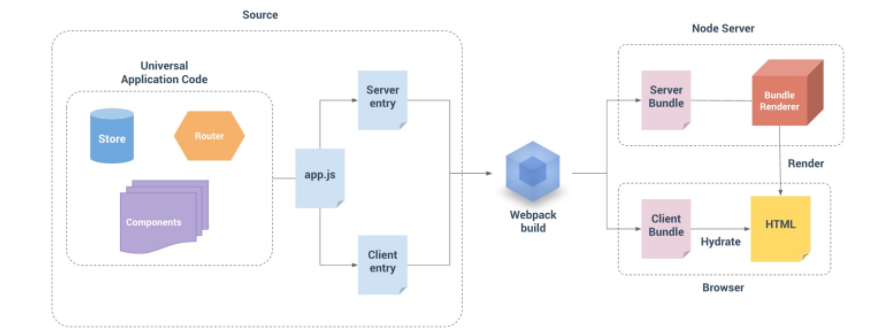 Source
Node Server
Universal
Application Code
Store
Router
Components
app.js
Server
entry
Client
entry
Webpack
build
Server
Bundle
Bundle
Renderer
Render
Client
Bundle
Hydrate
HTML
Browser